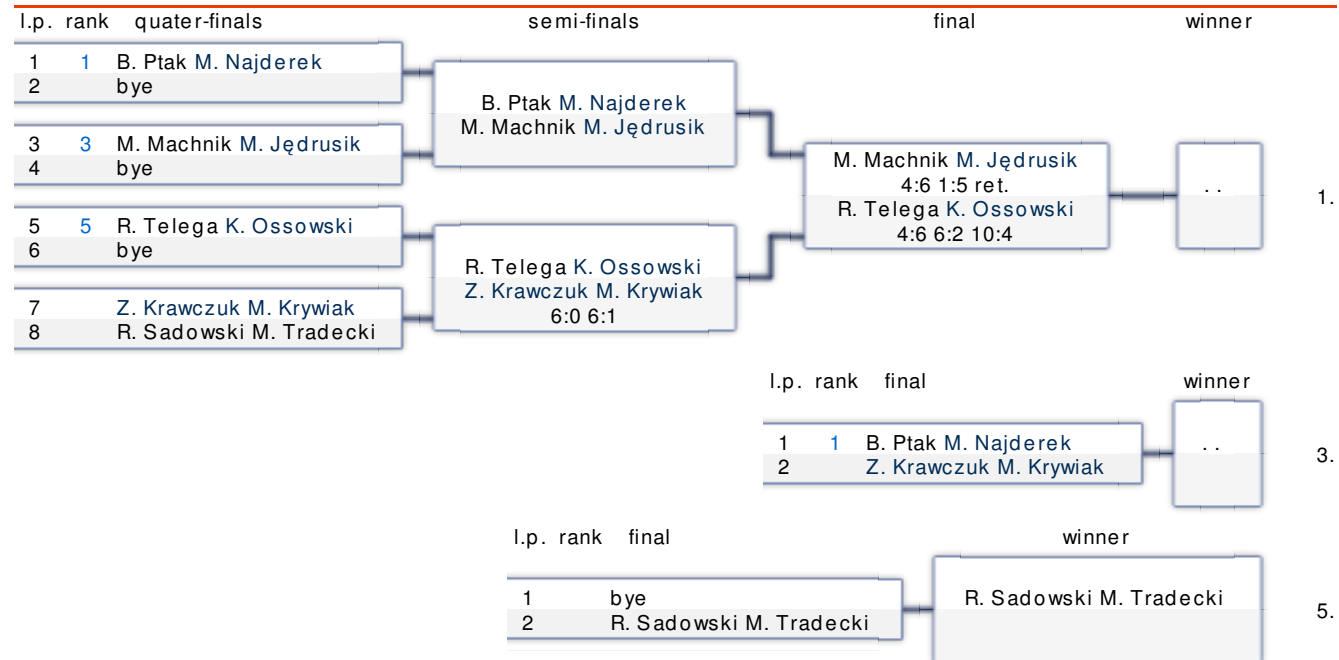 l.p. rank quater-finals semi-finals final winner
1 1 B. Ptak M. Najderek
2 bye
3 3 M. Machnik M. Jędrusik
4 bye
5 5 R. Telega K. Ossowski
6 bye
7 Z. Krawczuk M. Krywiak
8 R. Sadowski M. Tradecki
B. Ptak M. Najderek
M. Machnik M. Jędrusik
R. Telega K. Ossowski
Z. Krawczuk M. Krywiak
6:0 6:1
M. Machnik M. Jędrusik
4:6 1:5 ret.
R. Telega K. Ossowski
4:6 6:2 10:4
. .
1.
l.p. rank final winner
1 1 B. Ptak M. Najderek
2 Z. Krawczuk M. Krywiak
. .
3.
l.p. rank final winner
1 bye
2 R. Sadowski M. Tradecki
R. Sadowski M. Tradecki
5.